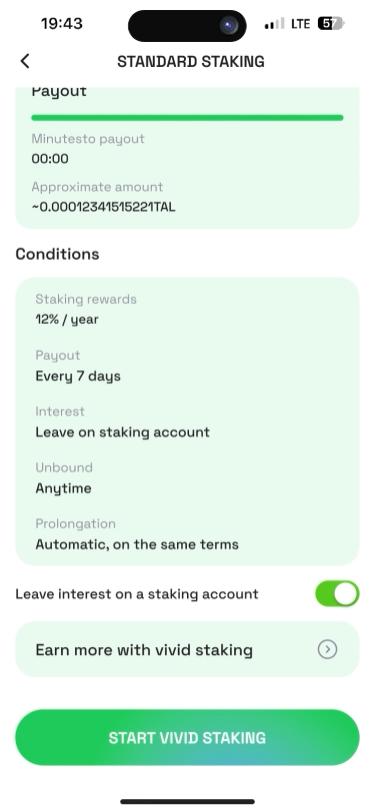 19:43
LTE
57
STANDARD STAKING
Payout
Minutesto payout
00:00
Approximate amount
~0.00012341515221TAL
Conditions
Staking rewards
12% / year
Payout
Every 7 days
Interest
Leave on staking account
Unbound
Anytime
Prolongation
Automatic, on the same terms
Leave interest on a staking account
Earn more with vivid staking
START VIVID STAKING